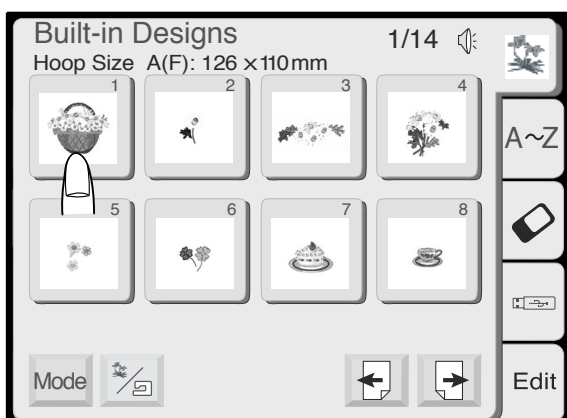 Built-in Designs 1/14
Hoop Size A(F): 126 x 110 mm
1 2 3 4
A~Z
5 6 7 8
Mode
Edit